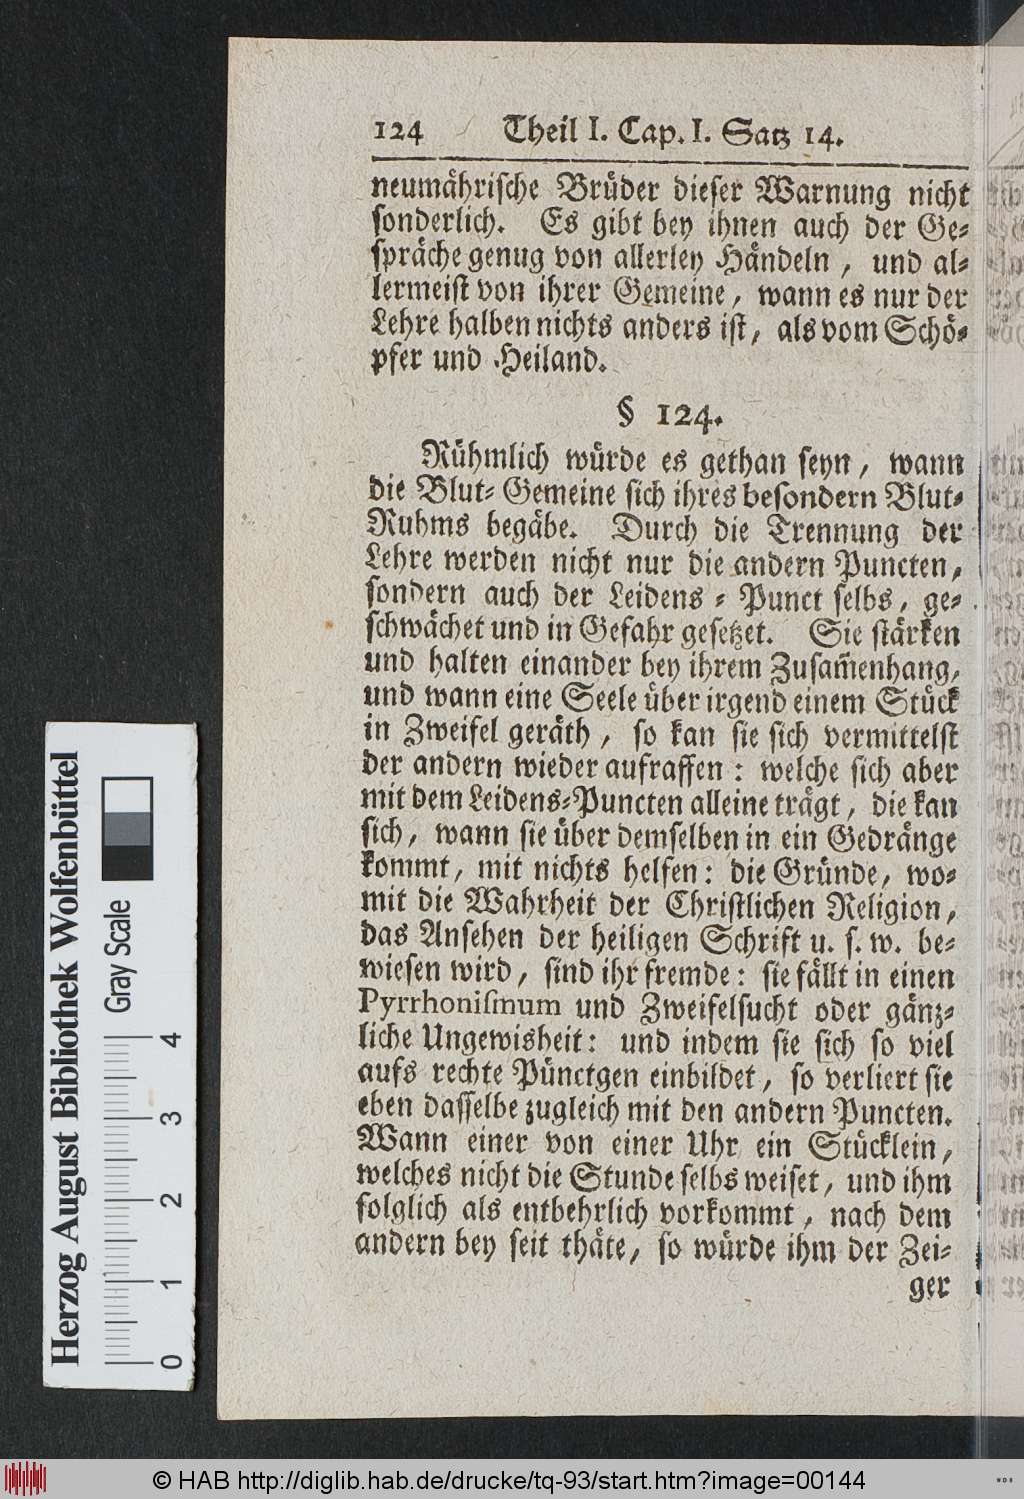 124 Theil I. Cap. I. Satz 14.
neumährische Brüder dieser Warnung nicht
sonderlich. Es gibt bey ihnen auch der Ge-
spräche genug von allerley Händeln, und al-
lermeist von ihrer Gemeine, wann es nur der
Lehre halben nichts anders ist, als vom Schö-
pfer und Heiland.
§ 124.
Rühmlich würde es gethan seyn, wann
die Blut-Gemeine sich ihres besondern Blut-
Ruhms begäbe. Durch die Trennung der
Lehre werden nicht nur die andern Puncten,
sondern auch der Leidens-Punct selbs, ge-
schwächet und in Gefahr gesetzet. Sie stärken
und halten einander bey ihrem Zusam̃enhang,
und wann eine Seele über irgend einem Stück
in Zweifel geräth, so kan sie sich vermittelst
der andern wieder aufraffen: welche sich aber
mit dem Leidens-Puncten alleine trägt, die kan
sich, wann sie über demselben in ein Gedränge
kommt, mit nichts helfen: die Gründe, wo-
mit die Wahrheit der Christlichen Religion,
das Ansehen der heiligen Schrift u. s. w. be-
wiesen wird, sind ihr fremde: sie fällt in einen
Pyrrhonismum und Zweifelsucht oder gänz-
liche Ungewisheit: und indem sie sich so viel
aufs rechte Pünctgen einbildet, so verliert sie
eben dasselbe zugleich mit den andern Puncten.
Wann einer von einer Uhr ein Stücklein,
welches nicht die Stunde selbs weiset, und ihm
folglich als entbehrlich vorkommt, nach dem
andern bey seit thäte, so würde ihm der Zei-
ger
Herzog August Bibliothek Wolfenbüttel
Gray Scale
0 1 2 3 4
© HAB http://diglib.hab.de/drucke/tq-93/start.htm?image=00144